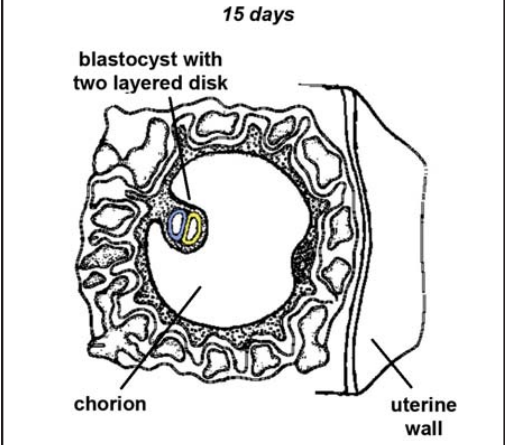 15 days
blastocyst with
two layered disk
chorion
uterine
wall